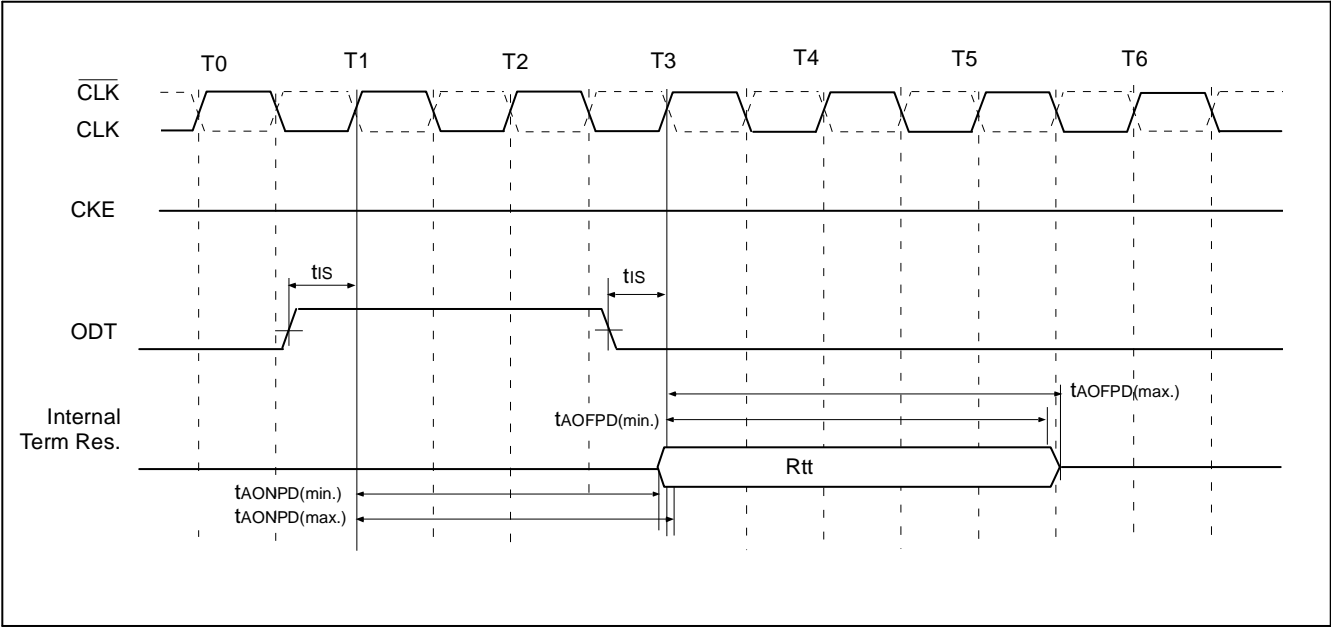 T0 T1 T2 T3 T4 T5 T6
CLK
CLK
CKE
tIS tIS
ODT
tAOFPD(max.)
Internal
Term Res.
tAOFPD(min.)
Rtt
tAONPD(min.)
tAONPD(max.)